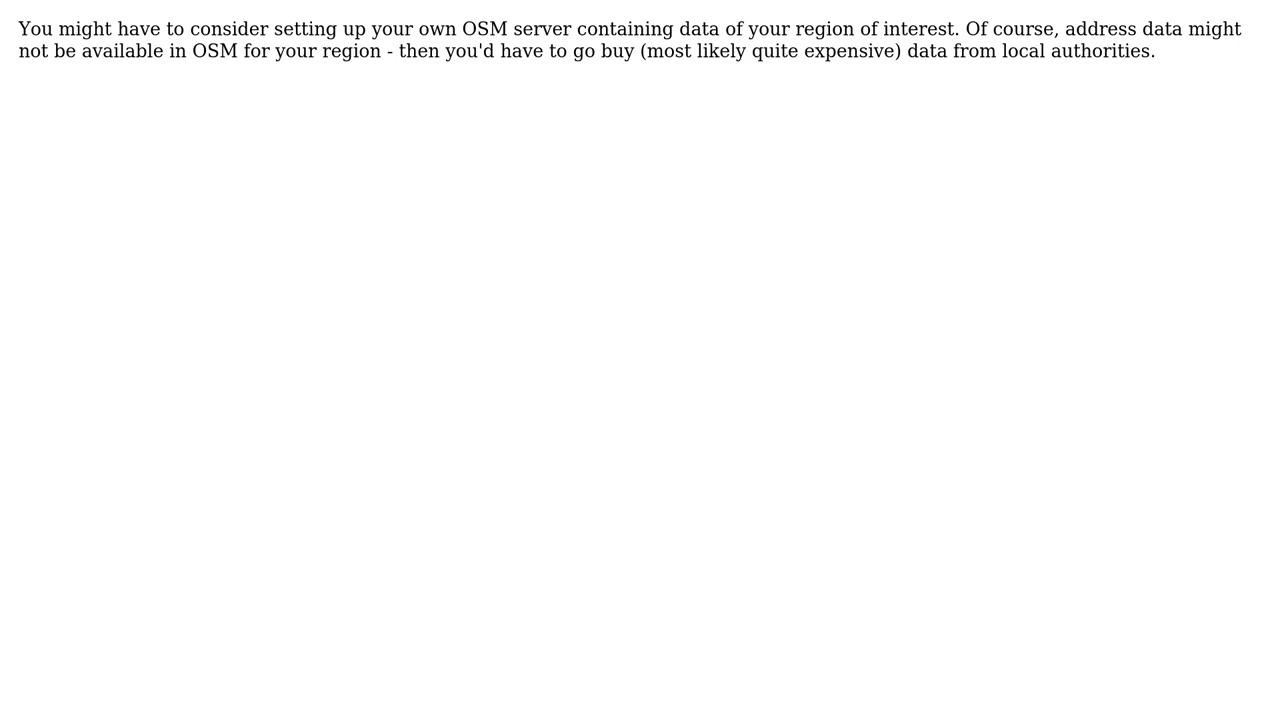 You might have to consider setting up your own OSM server containing data of your region of interest. Of course, address data might
not be available in OSM for your region - then you'd have to go buy (most likely quite expensive) data from local authorities.